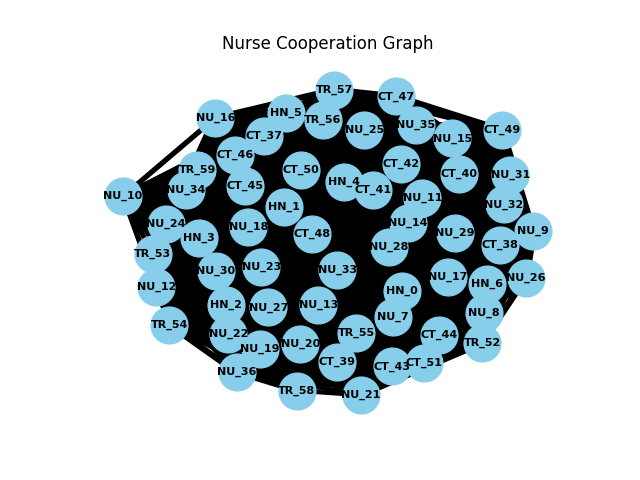 Nurse Cooperation Graph
TR_57
CT_47
HN_5
NU_16
TR_56
NU_35
NU_25
CT_49
CT_37
NU_15
CT_46
CT_42
TR_59
CT_50
CT_40
NU_31
HN_4
CT_45
NU_34
CT_41
NU_10
NU_11
NU_32
HN_1
NU_14
NU_24
NU_18
NU_9
NU_29
CT_48
HN_3
CT_38
NU_28
TR_53
NU_23
NU_33
NU_30
NU_17
NU_26
HN_6
NU_12
HN_0
HN_2
NU_13
NU_27
NU_8
NU_7
TR_54
TR_55
NU_22
CT_44
TR_52
NU_20
NU_19
CT_39
CT_51
CT_43
NU_36
TR_58
NU_21